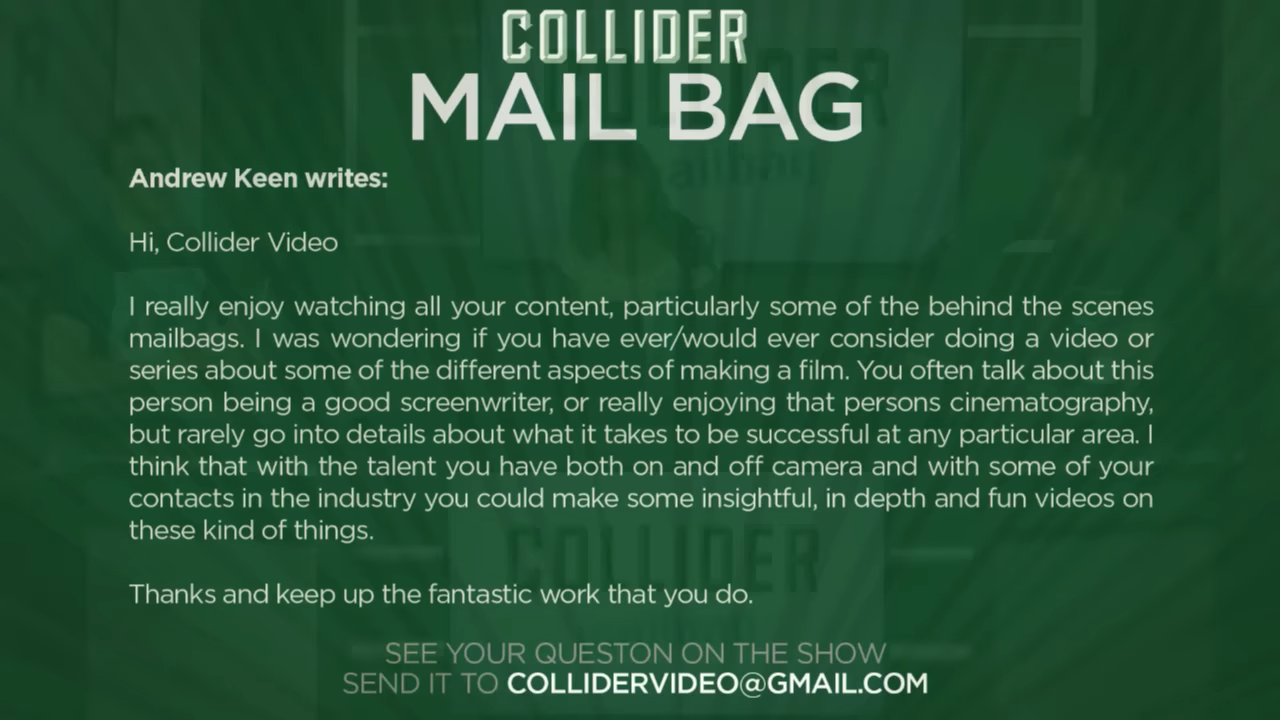 COLLIDER
MAIL BAG
Andrew Keen writes:
Hi, Collider Video
I really enjoy watching all your content, particularly some of the behind the scenes
mailbags. I was wondering if you have ever/would ever consider doing a video or
series about some of the different aspects of making a film. You often talk about this
person being a good screenwriter, or really enjoying that persons cinematography,
but rarely go into details about what it takes to be successful at any particular area. I
think that with the talent you have both on and off camera and with some of your
contacts in the industry you could make some insightful, in depth and fun videos on
these kind of things.
Thanks and keep up the fantastic work that you do.
SEE YOUR QUESTON ON THE SHOW
SEND IT TO COLLIDERVIDEO@GMAIL.COM
COLLIDER